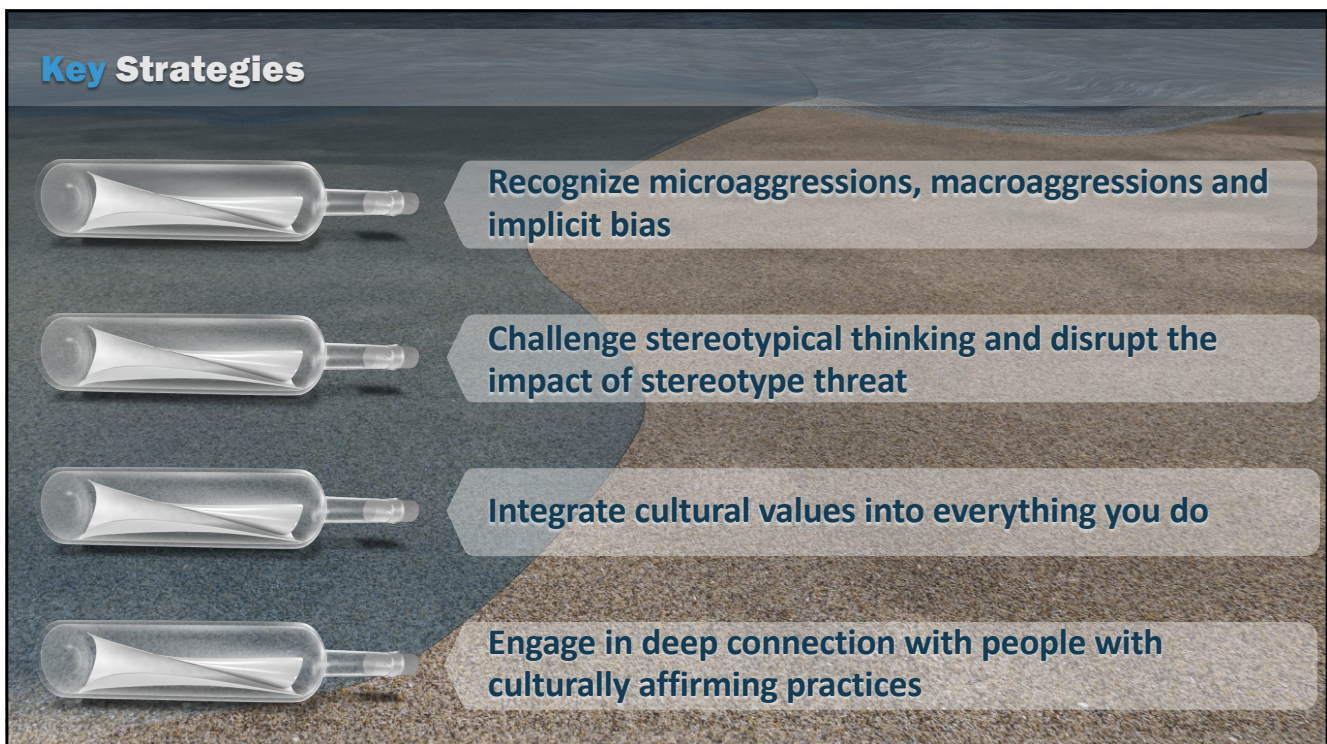 Key Strategies
Recognize microaggressions, macroaggressions and
implicit bias
Challenge stereotypical thinking and disrupt the
impact of stereotype threat
Integrate cultural values into everything you do
Engage in deep connection with people with
culturally affirming practices